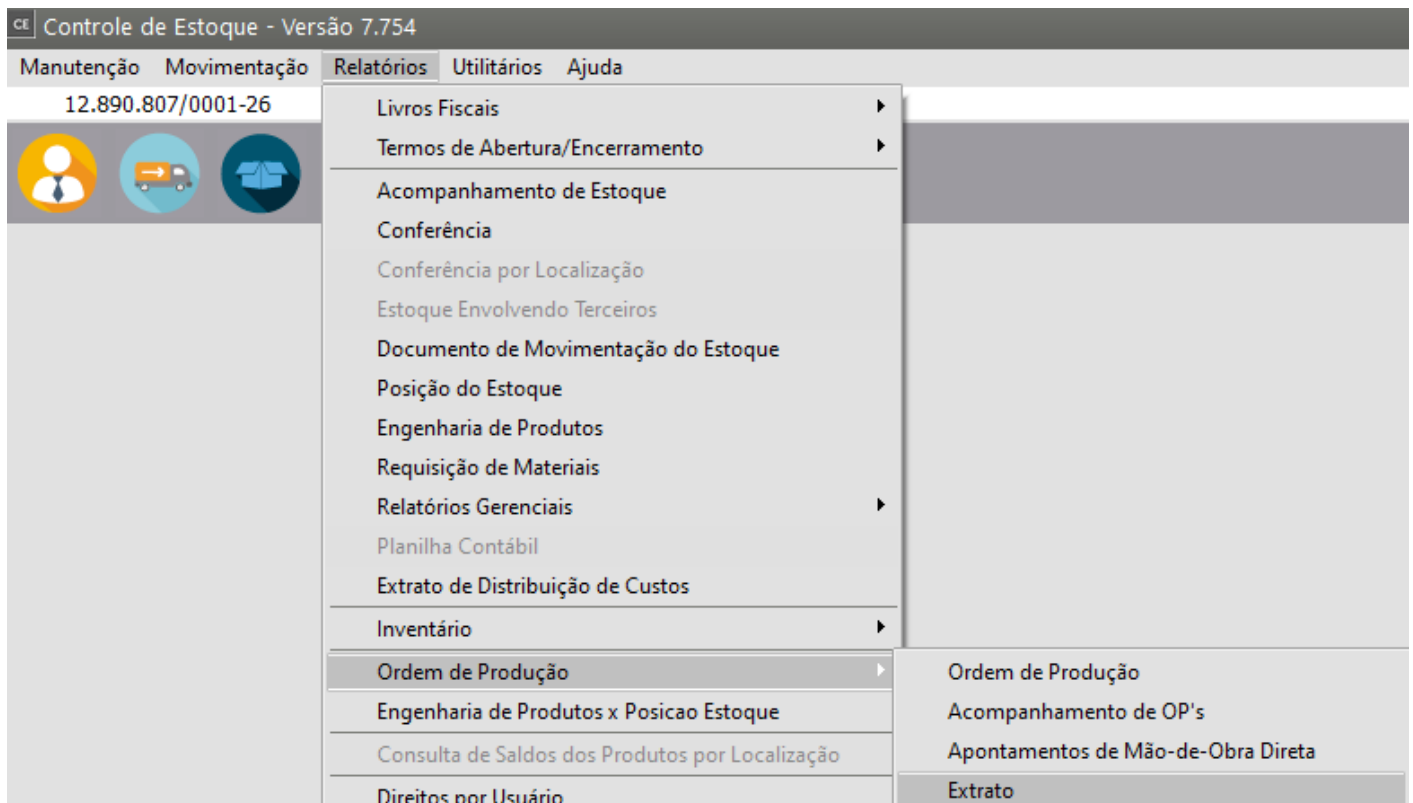 CE Controle de Estoque - Versão 7.754
Manutenção Movimentação Relatórios Utilitários Ajuda
12.890.807/0001-26
Livros Fiscais
Termos de Abertura/Encerramento
Acompanhamento de Estoque
Conferência
Conferência por Localização
Estoque Envolvendo Terceiros
Documento de Movimentação do Estoque
Posição do Estoque
Engenharia de Produtos
Requisição de Materiais
Relatórios Gerenciais
Planilha Contábil
Extrato de Distribuição de Custos
Inventário
Ordem de Produção
Engenharia de Produtos x Posicao Estoque
Consulta de Saldos dos Produtos por Localização
Direitos por Usuário
Ordem de Produção
Acompanhamento de OP's
Apontamentos de Mão-de-Obra Direta
Extrato